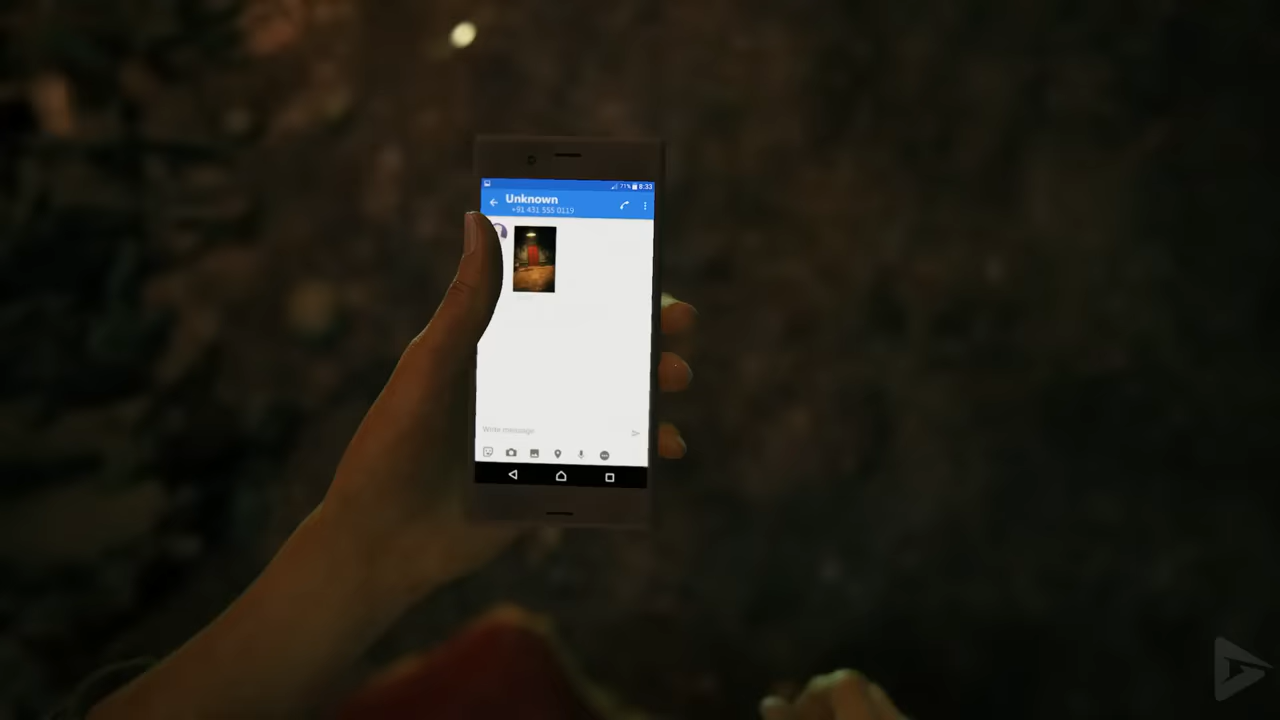 71% 8:33
Unknown
+91 431 555 0119
Write message